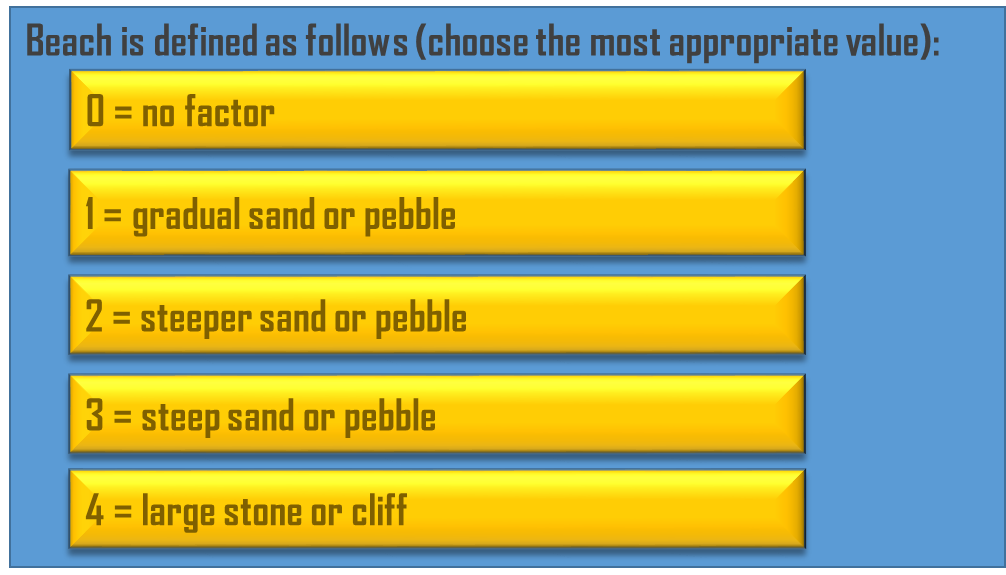 Beach is defined as follows (choose the most appropriate value):
0 = no factor
1 = gradual sand or pebble
2 = steeper sand or pebble
3 = steep sand or pebble
4 = large stone or cliff